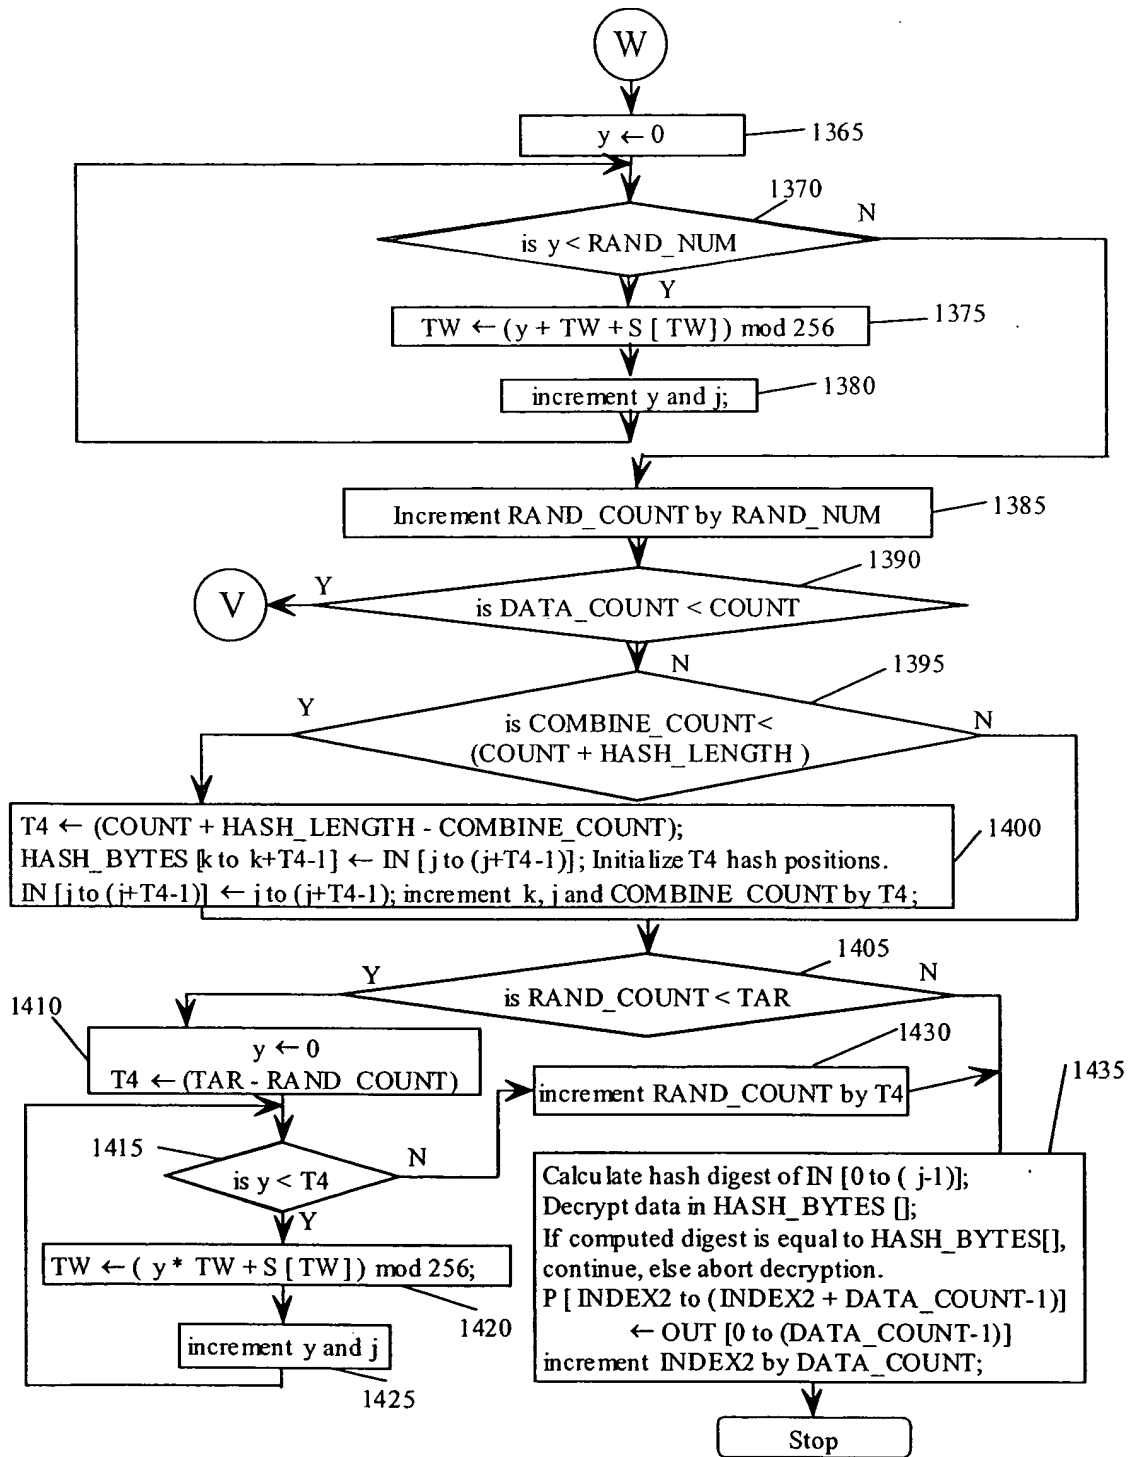 W
y ← 0
1365
1370
N
is y < RAND_NUM
Y
TW ← (y + TW + S [ TW] ) mod 256
1375
increment y and j;
1380
Increment RAND_COUNT by RAND_NUM
1385
1390
V
Y
is DATA_COUNT < COUNT
N
1395
Y
is COMBINE_COUNT<
(COUNT + HASH_LENGTH )
N
T4 ← (COUNT + HASH_LENGTH - COMBINE_COUNT);
HASH_BYTES [k to k+T4-1] ← IN [j to (j+T4-1)]; Initialize T4 hash positions.
IN [j to (j+T4-1)] ← j to (j+T4-1); increment k, j and COMBINE_COUNT by T4;
1400
1405
Y
is RAND_COUNT < TAR
N
1410
y ← 0
T4 ← (TAR - RAND_COUNT)
1430
increment RAND_COUNT by T4
1435
1415
is y < T4
N
Y
TW ← ( y* TW + S [TW] ) mod 256;
1420
increment y and j
1425
Calculate hash digest of IN [0 to ( j-1)];
Decrypt data in HASH_BYTES [];
If computed digest is equal to HASH_BYTES[],
continue, else abort decryption.
P [ INDEX2 to (INDEX2 + DATA_COUNT-1)]
← OUT [0 to (DATA_COUNT-1)]
increment INDEX2 by DATA_COUNT;
Stop